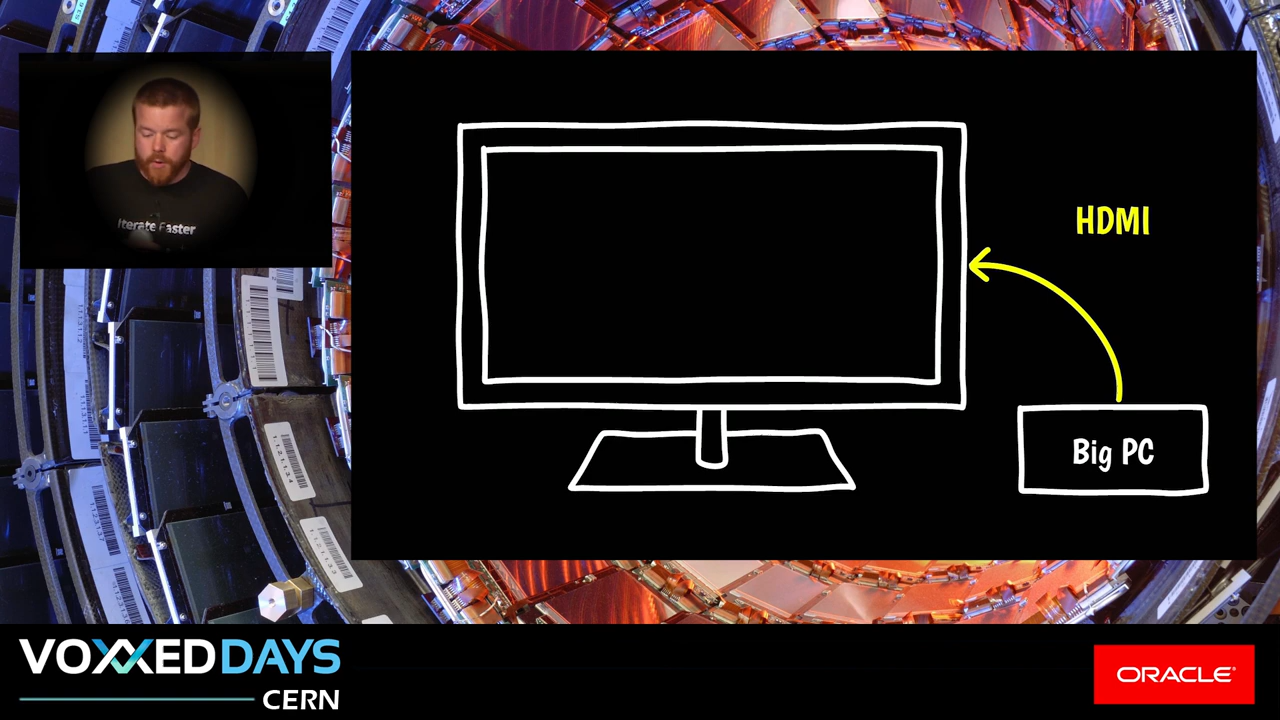 Iterate Faster
HDMI
Big PC
VOXXED DAYS
CERN
ORACLE